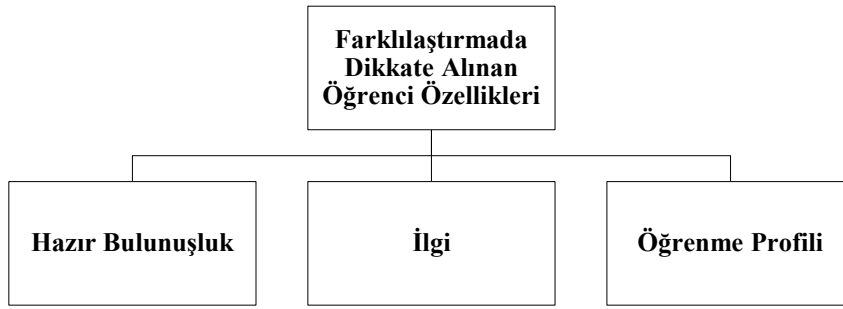 Farklılaştırmada
Dikkate Alınan
Öğrenci Özellikleri
Hazır Bulunuşluk
İlgi
Öğrenme Profili